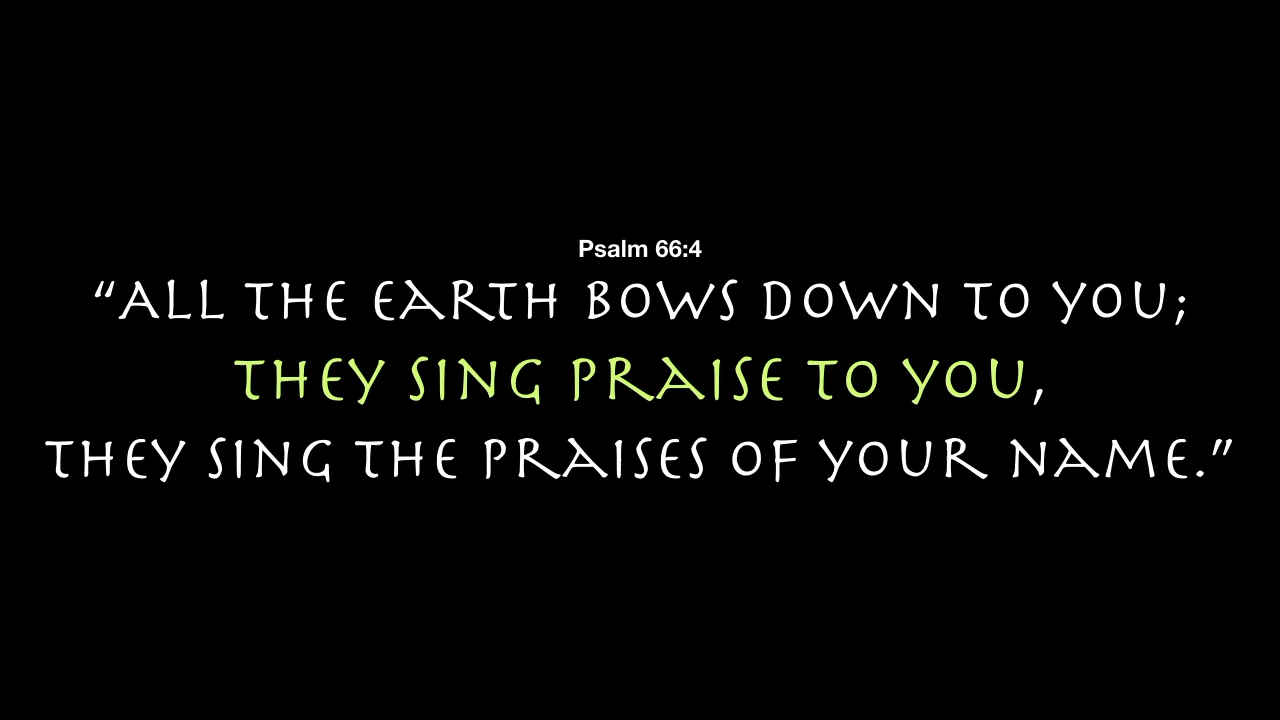 Psalm 66:4
“ALL THE EARTH BOWS DOWN TO YOU;
THEY SING PRAISE TO YOU,
THEY SING THE PRAISES OF YOUR NAME.”